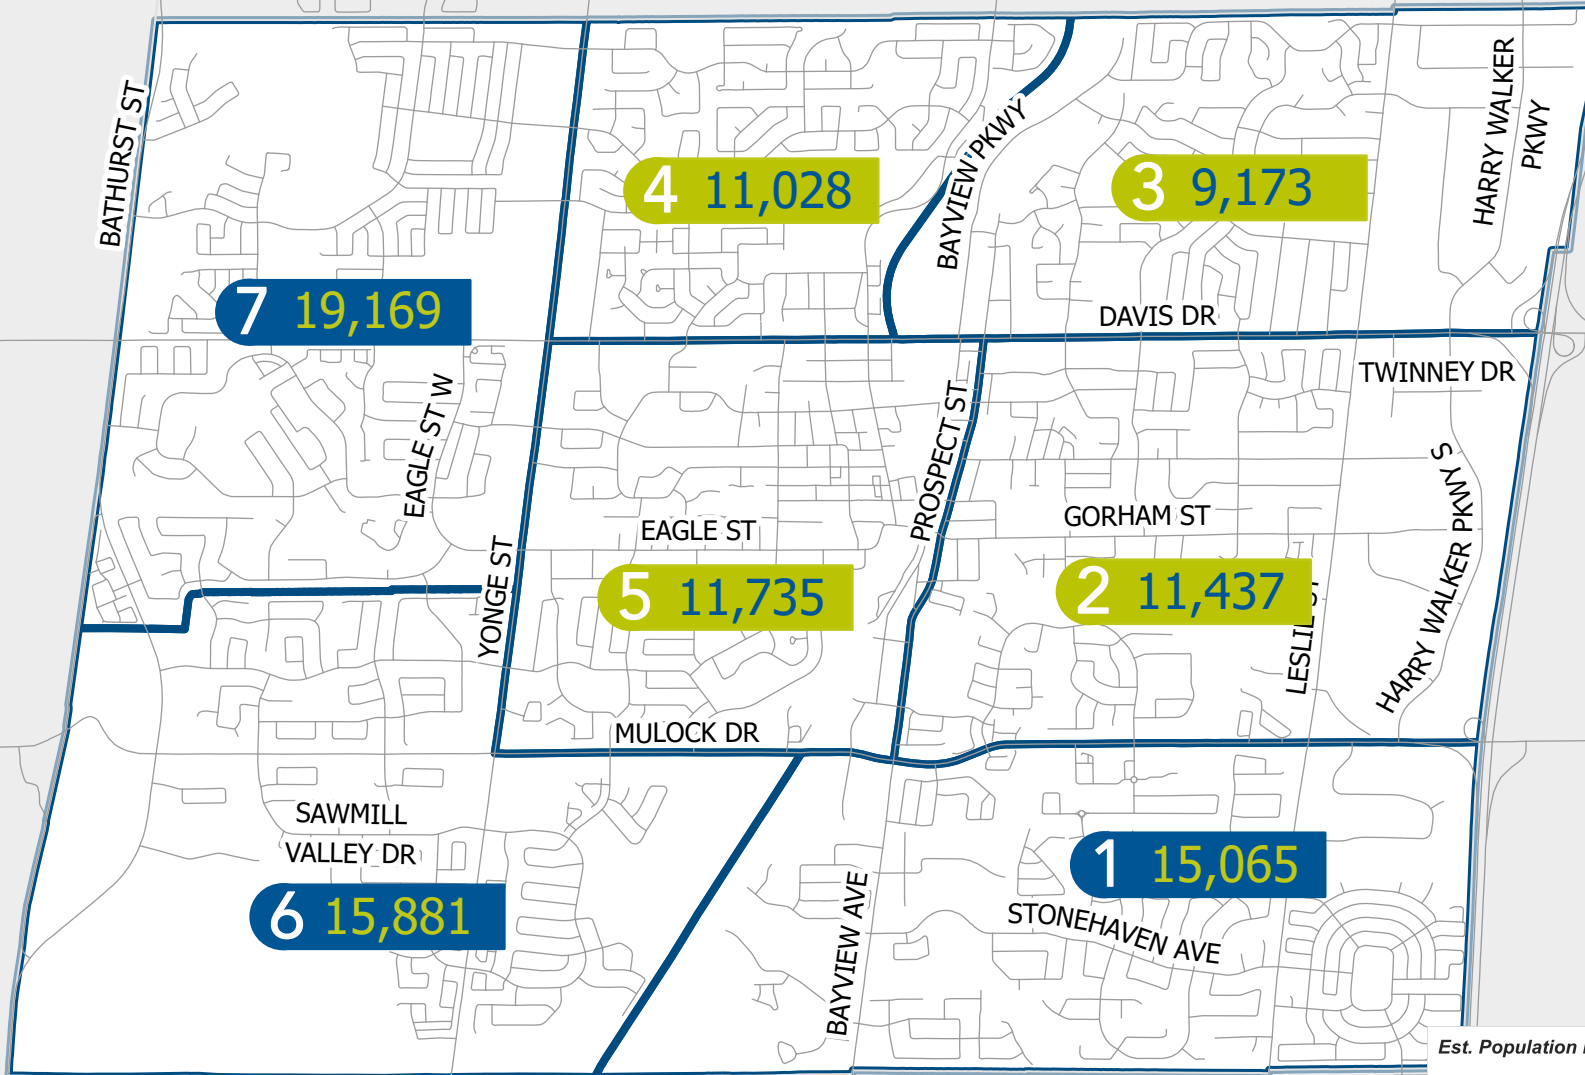 BATHURST ST
HARRY WALKER
PKWY
BAYVIEW PKWY
4 11,028
3 9,173
7 19,169
DAVIS DR
TWINNEY DR
EAGLE ST W
PROSPECT ST
HARRY WALKER PKWY S
EAGLE ST
GORHAM ST
YONGE ST
5 11,735
2 11,437
LESLIE ST
MULOCK DR
SAWMILL
VALLEY DR
1 15,065
6 15,881
BAYVIEW AVE
STONEHAVEN AVE
Est. Population